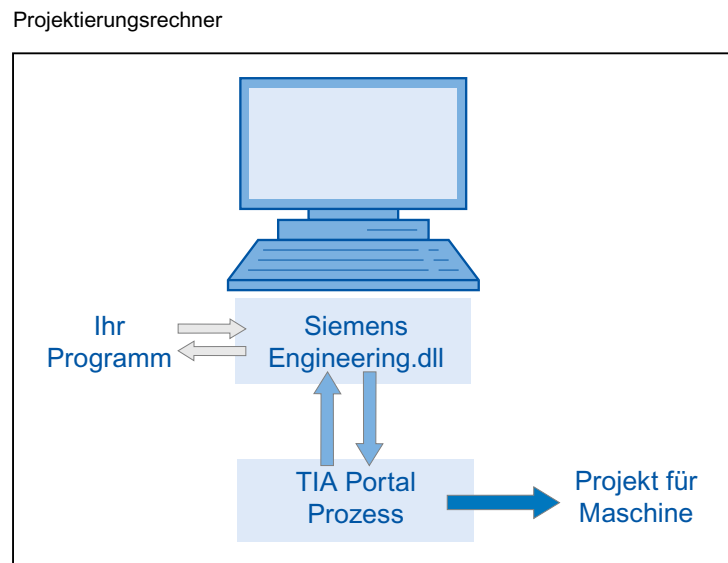 Projektierungsrechner
Ihr
Programm
Siemens
Engineering.dll
TIA Portal
Prozess
Projekt für
Maschine